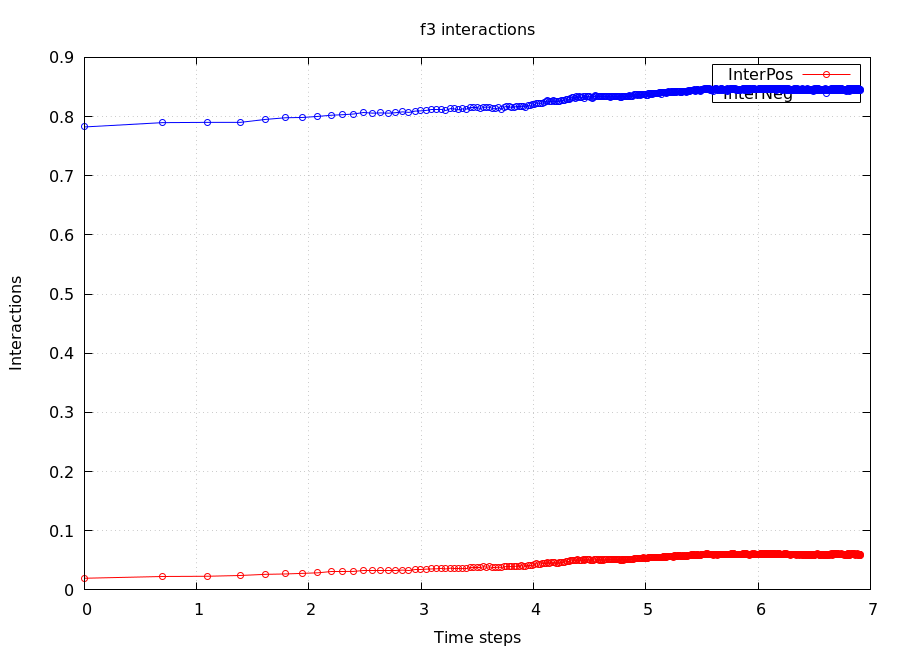 f3 interactions
0.9
0.8
0.7
0.6
0.5
0.4
0.3
0.2
0.1
0
0 1 2 3 4 5 6 7
Interactions
Time steps
InterPos
InterNeg